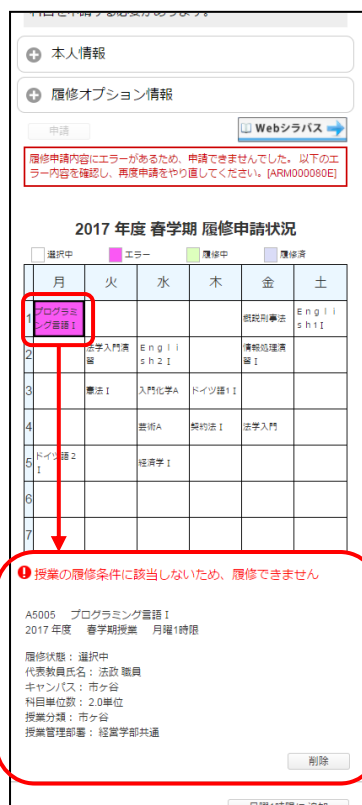 本人情報
履修オプション情報
申請
Webシラバス
履修申請内容にエラーがあるため、申請できませんでした。 以下のエ
ラー内容を確認し、再度申請をやり直してください。[ARM000080E]
2017 年度 春学期 履修申請状況
選択中 エラー 履修中 履修済
月 火 水 木 金 土
1 プログラミ 概説刑事法 Ｅｎｇｌｉ
ング言語Ⅰ ｓｈ1Ⅰ
2 法学入門演 Ｅｎｇｌｉ 情報処理演
習 ｓｈ2Ⅰ 習Ⅰ
3 憲法Ⅰ 入門化学A ドイツ語1Ⅰ
4 芸術A 契約法Ⅰ 法学入門
5 ドイツ語2 経済学Ⅰ
Ⅰ
6
7
授業の履修条件に該当しないため、履修できません
A5005 プログラミング言語Ⅰ
2017 年度 春学期授業 月曜1時限
履修状態： 選択中
代表教員氏名： 法政 職員
キャンパス： 市ヶ谷
科目単位数： 2.0単位
授業分類： 市ヶ谷
授業管理部署： 経営学部共通
削除